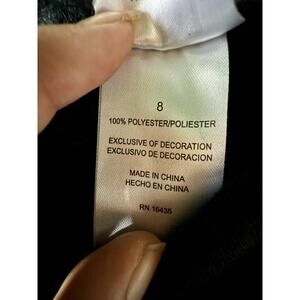 8
100% POLYESTER/POLIESTER
EXCLUSIVE OF DECORATION
EXCLUSIVO DE DECORACION
MADE IN CHINA
HECHO EN CHINA
RN 16435